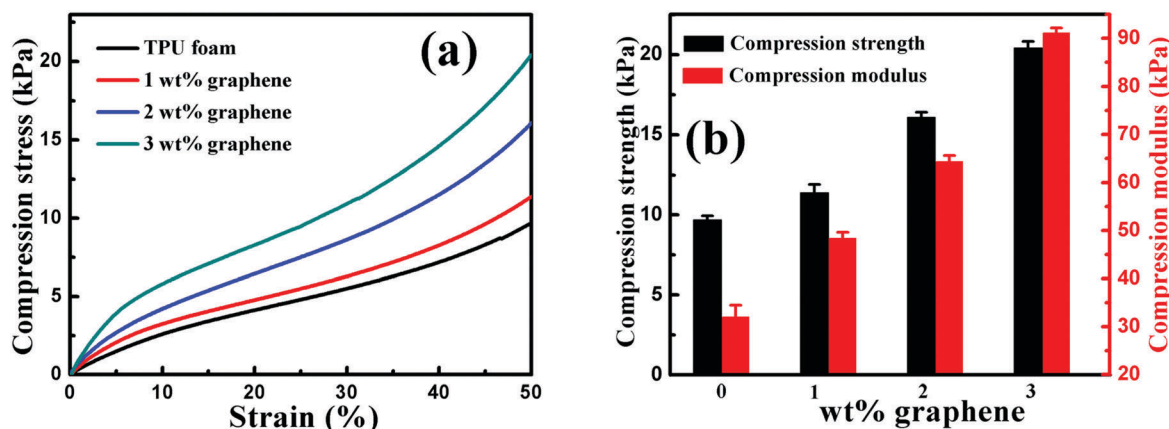 (a)
TPU foam
1 wt% graphene
2 wt% graphene
3 wt% graphene
Compression stress (kPa)
20
15
10
5
0
0 10 20 30 40 50
Strain (%)
(b)
Compression strength
Compression modulus
Compression strength (kPa)
20
15
10
5
0
0 1 2 3
wt% graphene
90
80
70
60
50
40
30
20
Compression modulus (kPa)